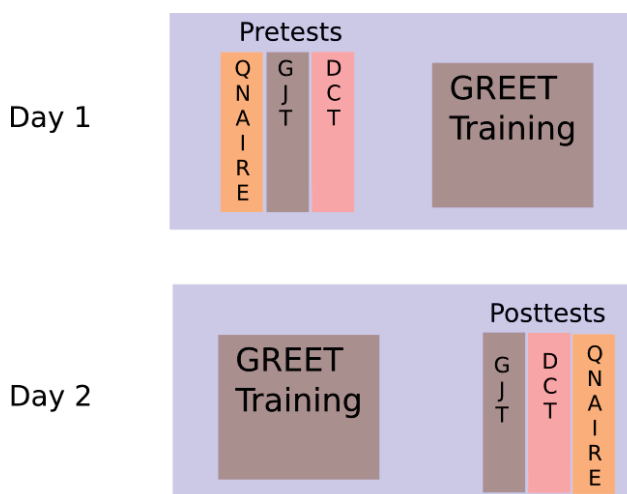 Day 1
Pretests
QNAIRE
GJT
DCT
GREET
Training
Day 2
GREET
Training
Posttests
GJT
DCT
QNAIRE